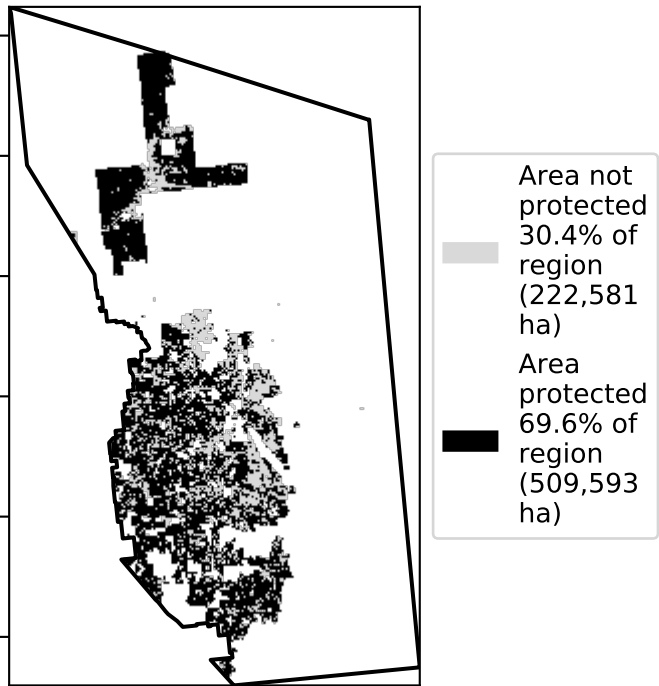 Area not
protected
30.4% of
region
(222,581
ha)
Area
protected
69.6% of
region
(509,593
ha)